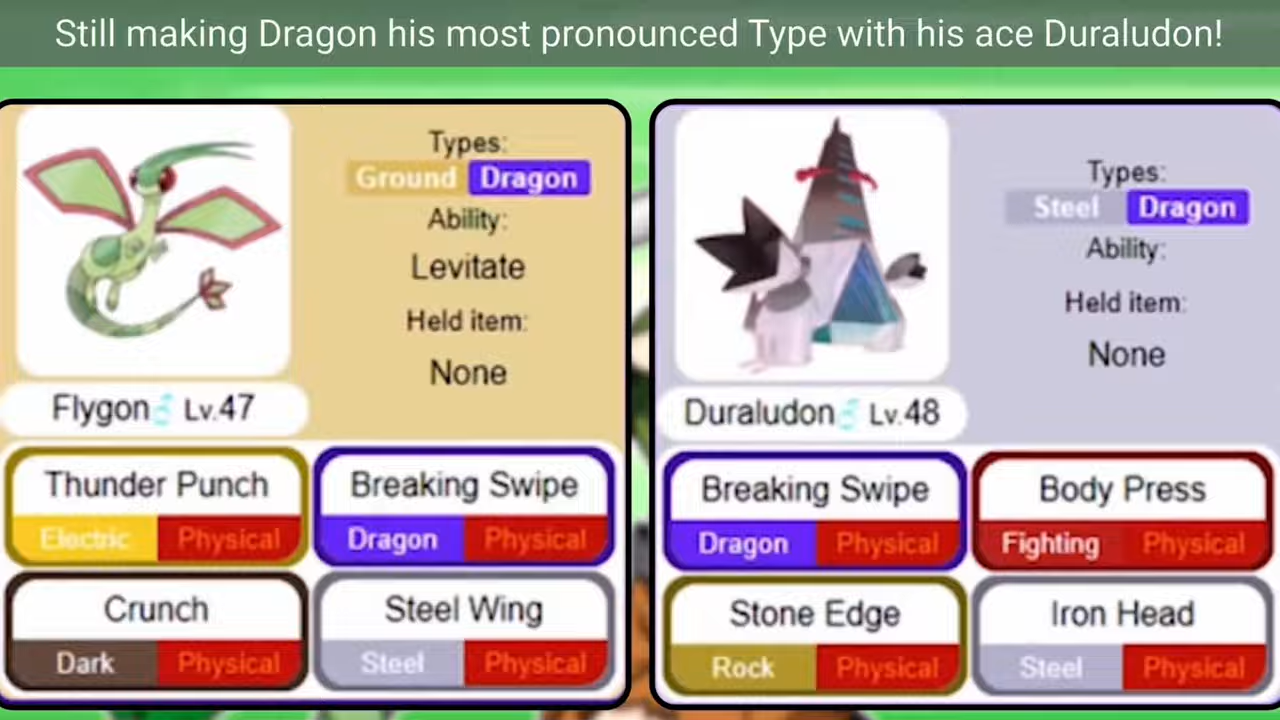 Still making Dragon his most pronounced Type with his ace Duraludon!
Types:
Ground Dragon
Ability:
Levitate
Held item:
None
Flygon♂ Lv.47
Thunder Punch
Electric Physical
Breaking Swipe
Dragon Physical
Crunch
Dark Physical
Steel Wing
Steel Physical
Types:
Steel Dragon
Ability:
Held item:
None
Duraludon♂ Lv.48
Breaking Swipe
Dragon Physical
Body Press
Fighting Physical
Stone Edge
Rock Physical
Iron Head
Steel Physical